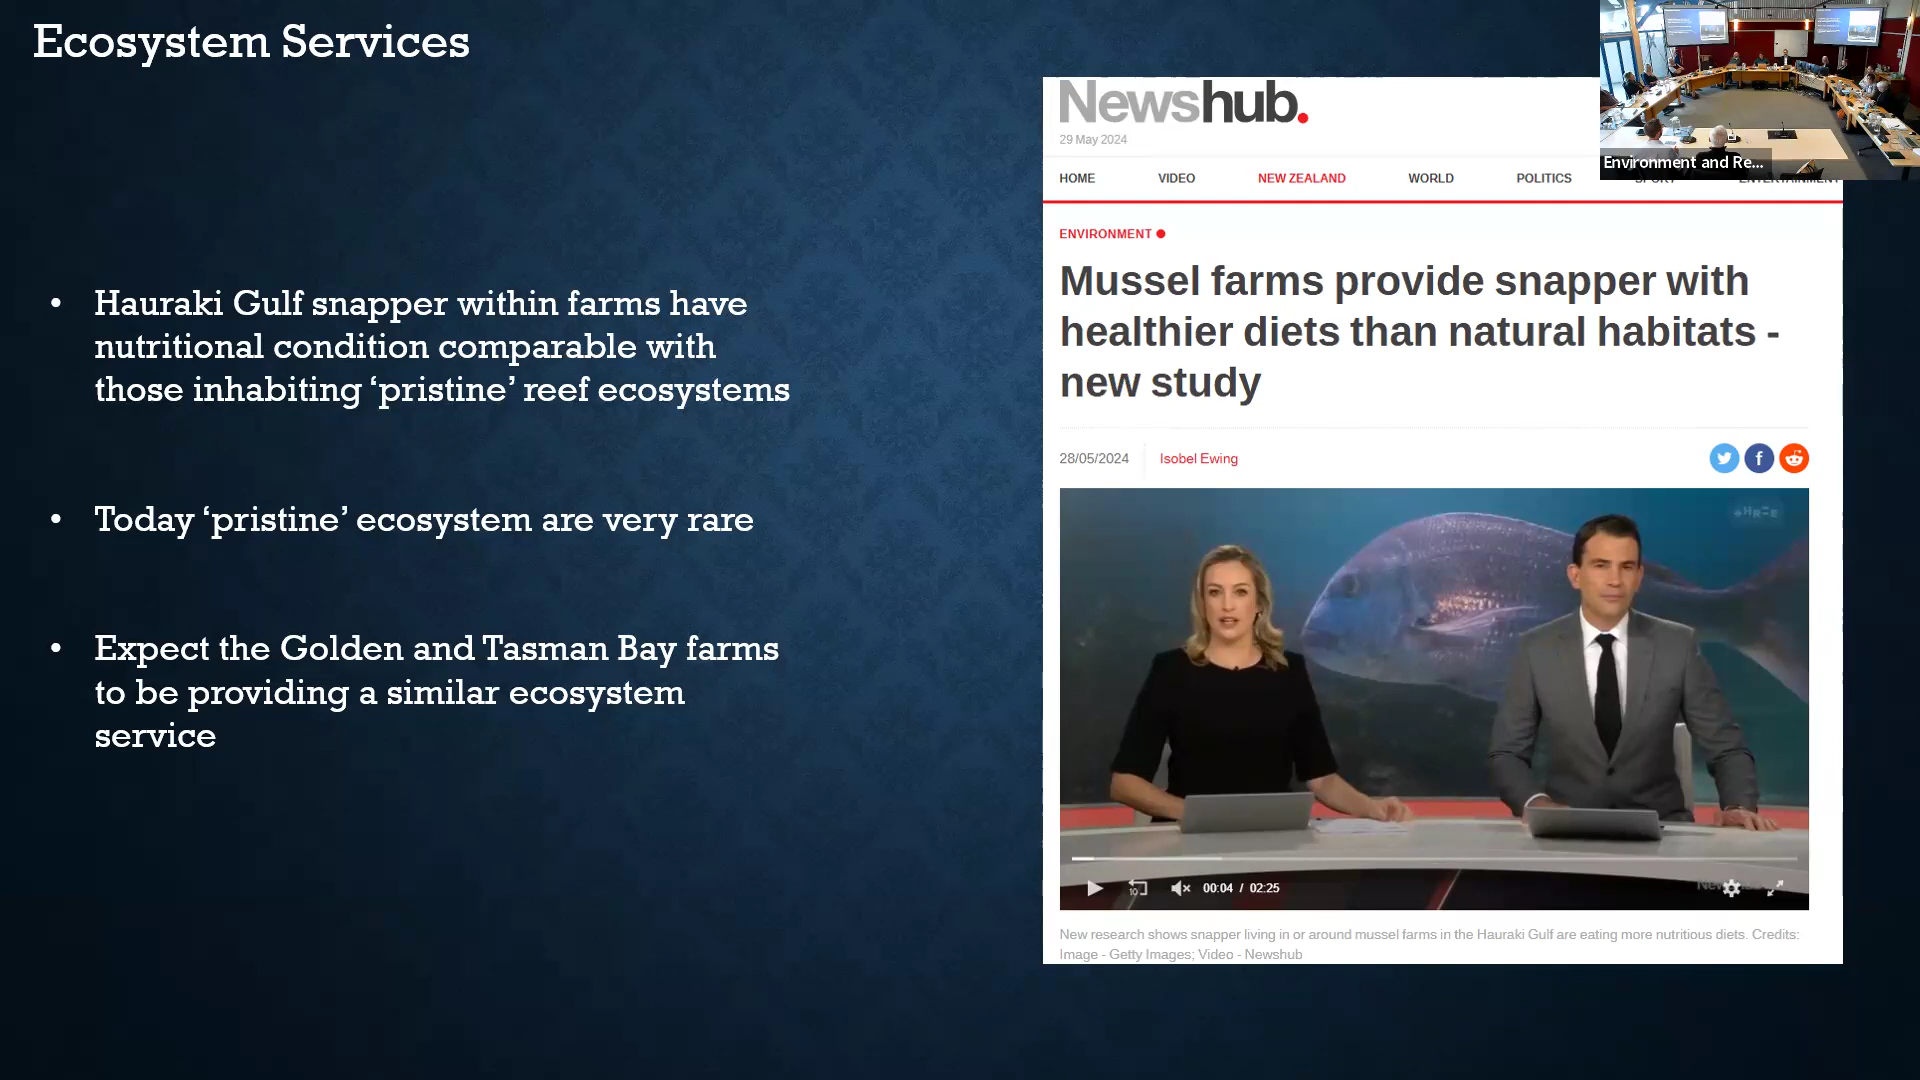 Ecosystem Services
• Hauraki Gulf snapper within farms have
nutritional condition comparable with
those inhabiting ‘pristine’ reef ecosystems
• Today ‘pristine’ ecosystem are very rare
• Expect the Golden and Tasman Bay farms
to be providing a similar ecosystem
service
Newshub.
29 May 2024
HOME VIDEO NEW ZEALAND WORLD POLITICS SPORT ENTERTAINMENT
ENVIRONMENT
Mussel farms provide snapper with
healthier diets than natural habitats -
new study
28/05/2024 Isobel Ewing
00:04 / 02:25
New research shows snapper living in or around mussel farms in the Hauraki Gulf are eating more nutritious diets. Credits:
Image - Getty Images; Video - Newshub
Environment and Re...